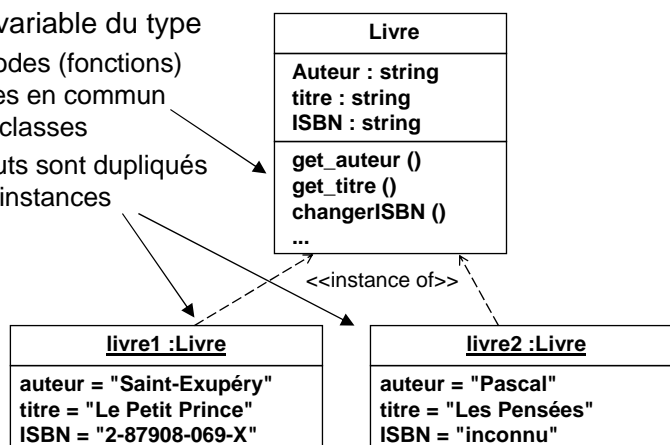 variable du type
odes (fonctions)
es en commun
classes
uts sont dupliqués
instances
Livre
Auteur : string
titre : string
ISBN : string
get_auteur ()
get_titre ()
changerISBN ()
...
<<instance of>>
livre1 :Livre
auteur = "Saint-Exupéry"
titre = "Le Petit Prince"
ISBN = "2-87908-069-X"
livre2 :Livre
auteur = "Pascal"
titre = "Les Pensées"
ISBN = "inconnu"